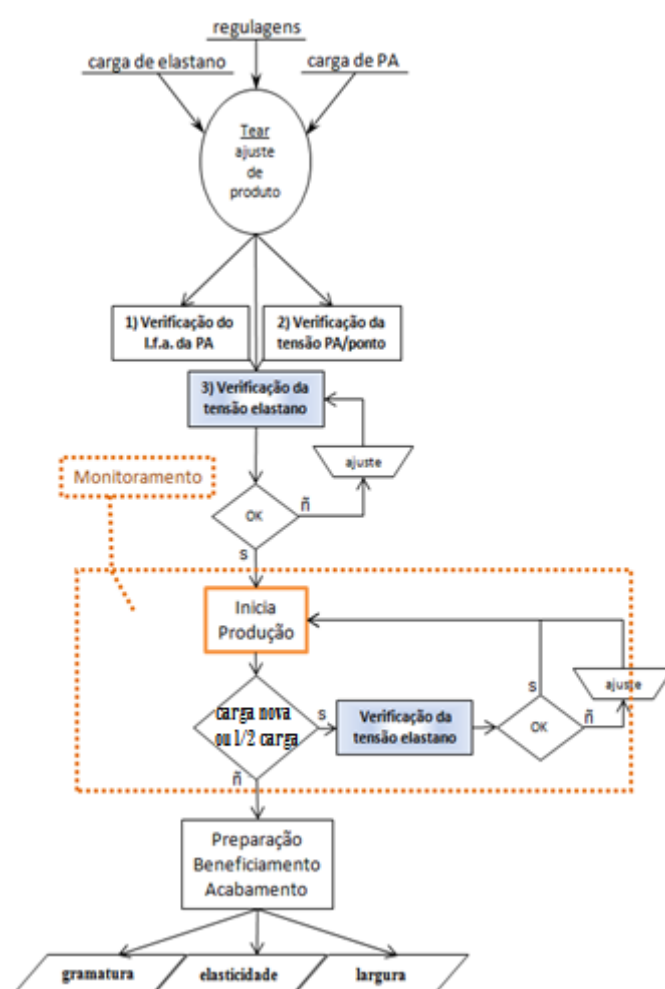 regulagens
carga de elastano
carga de PA
Tear
ajuste
de
produto
1) Verificação do
l.f.a. da PA
2) Verificação da
tensão PA/ponto
3) Verificação da
tensão elastano
ajuste
Monitoramento
OK
ñ
s
Inicia
Produção
carga nova
ou 1/2 carga
s
Verificação da
tensão elastano
OK
s
ñ
ajuste
ñ
Preparação
Beneficiamento
Acabamento
gramatura
elasticidade
largura